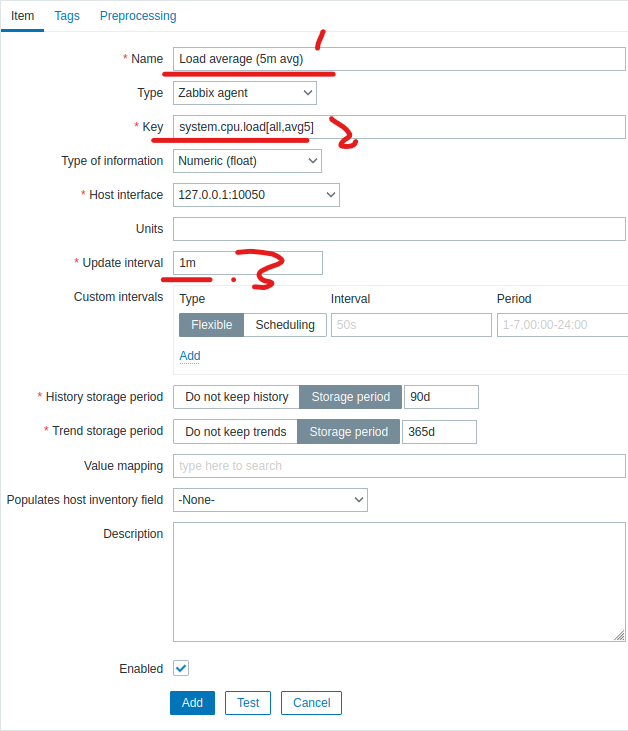 Item Tags Preprocessing
1
* Name Load average (5m avg)
Type Zabbix agent
* Key system.cpu.load[all,avg5] 2
Type of information Numeric (float)
* Host interface 127.0.0.1:10050
Units
* Update interval 1m 3
Custom intervals Type Interval Period
Flexible Scheduling 50s 1-7,00:00-24:00
Add
* History storage period Do not keep history Storage period 90d
* Trend storage period Do not keep trends Storage period 365d
Value mapping type here to search
Populates host inventory field -None-
Description
Enabled
Add Test Cancel